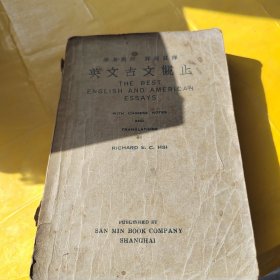 英文古文觀止
THE BEST
ENGLISH AND AMERICAN
ESSAYS
WITH CHINESE NOTES
AND
TRANSLATIONS
BY
RICHARD S. C. HSI
PUBLISHED BY
SAN MIN BOOK COMPANY
SHANGHAI